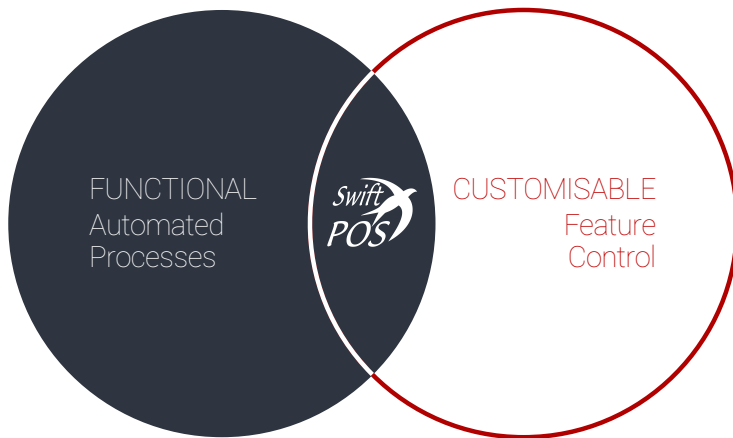 FUNCTIONAL
Automated
Processes
Swift
POS
CUSTOMISABLE
Feature
Control